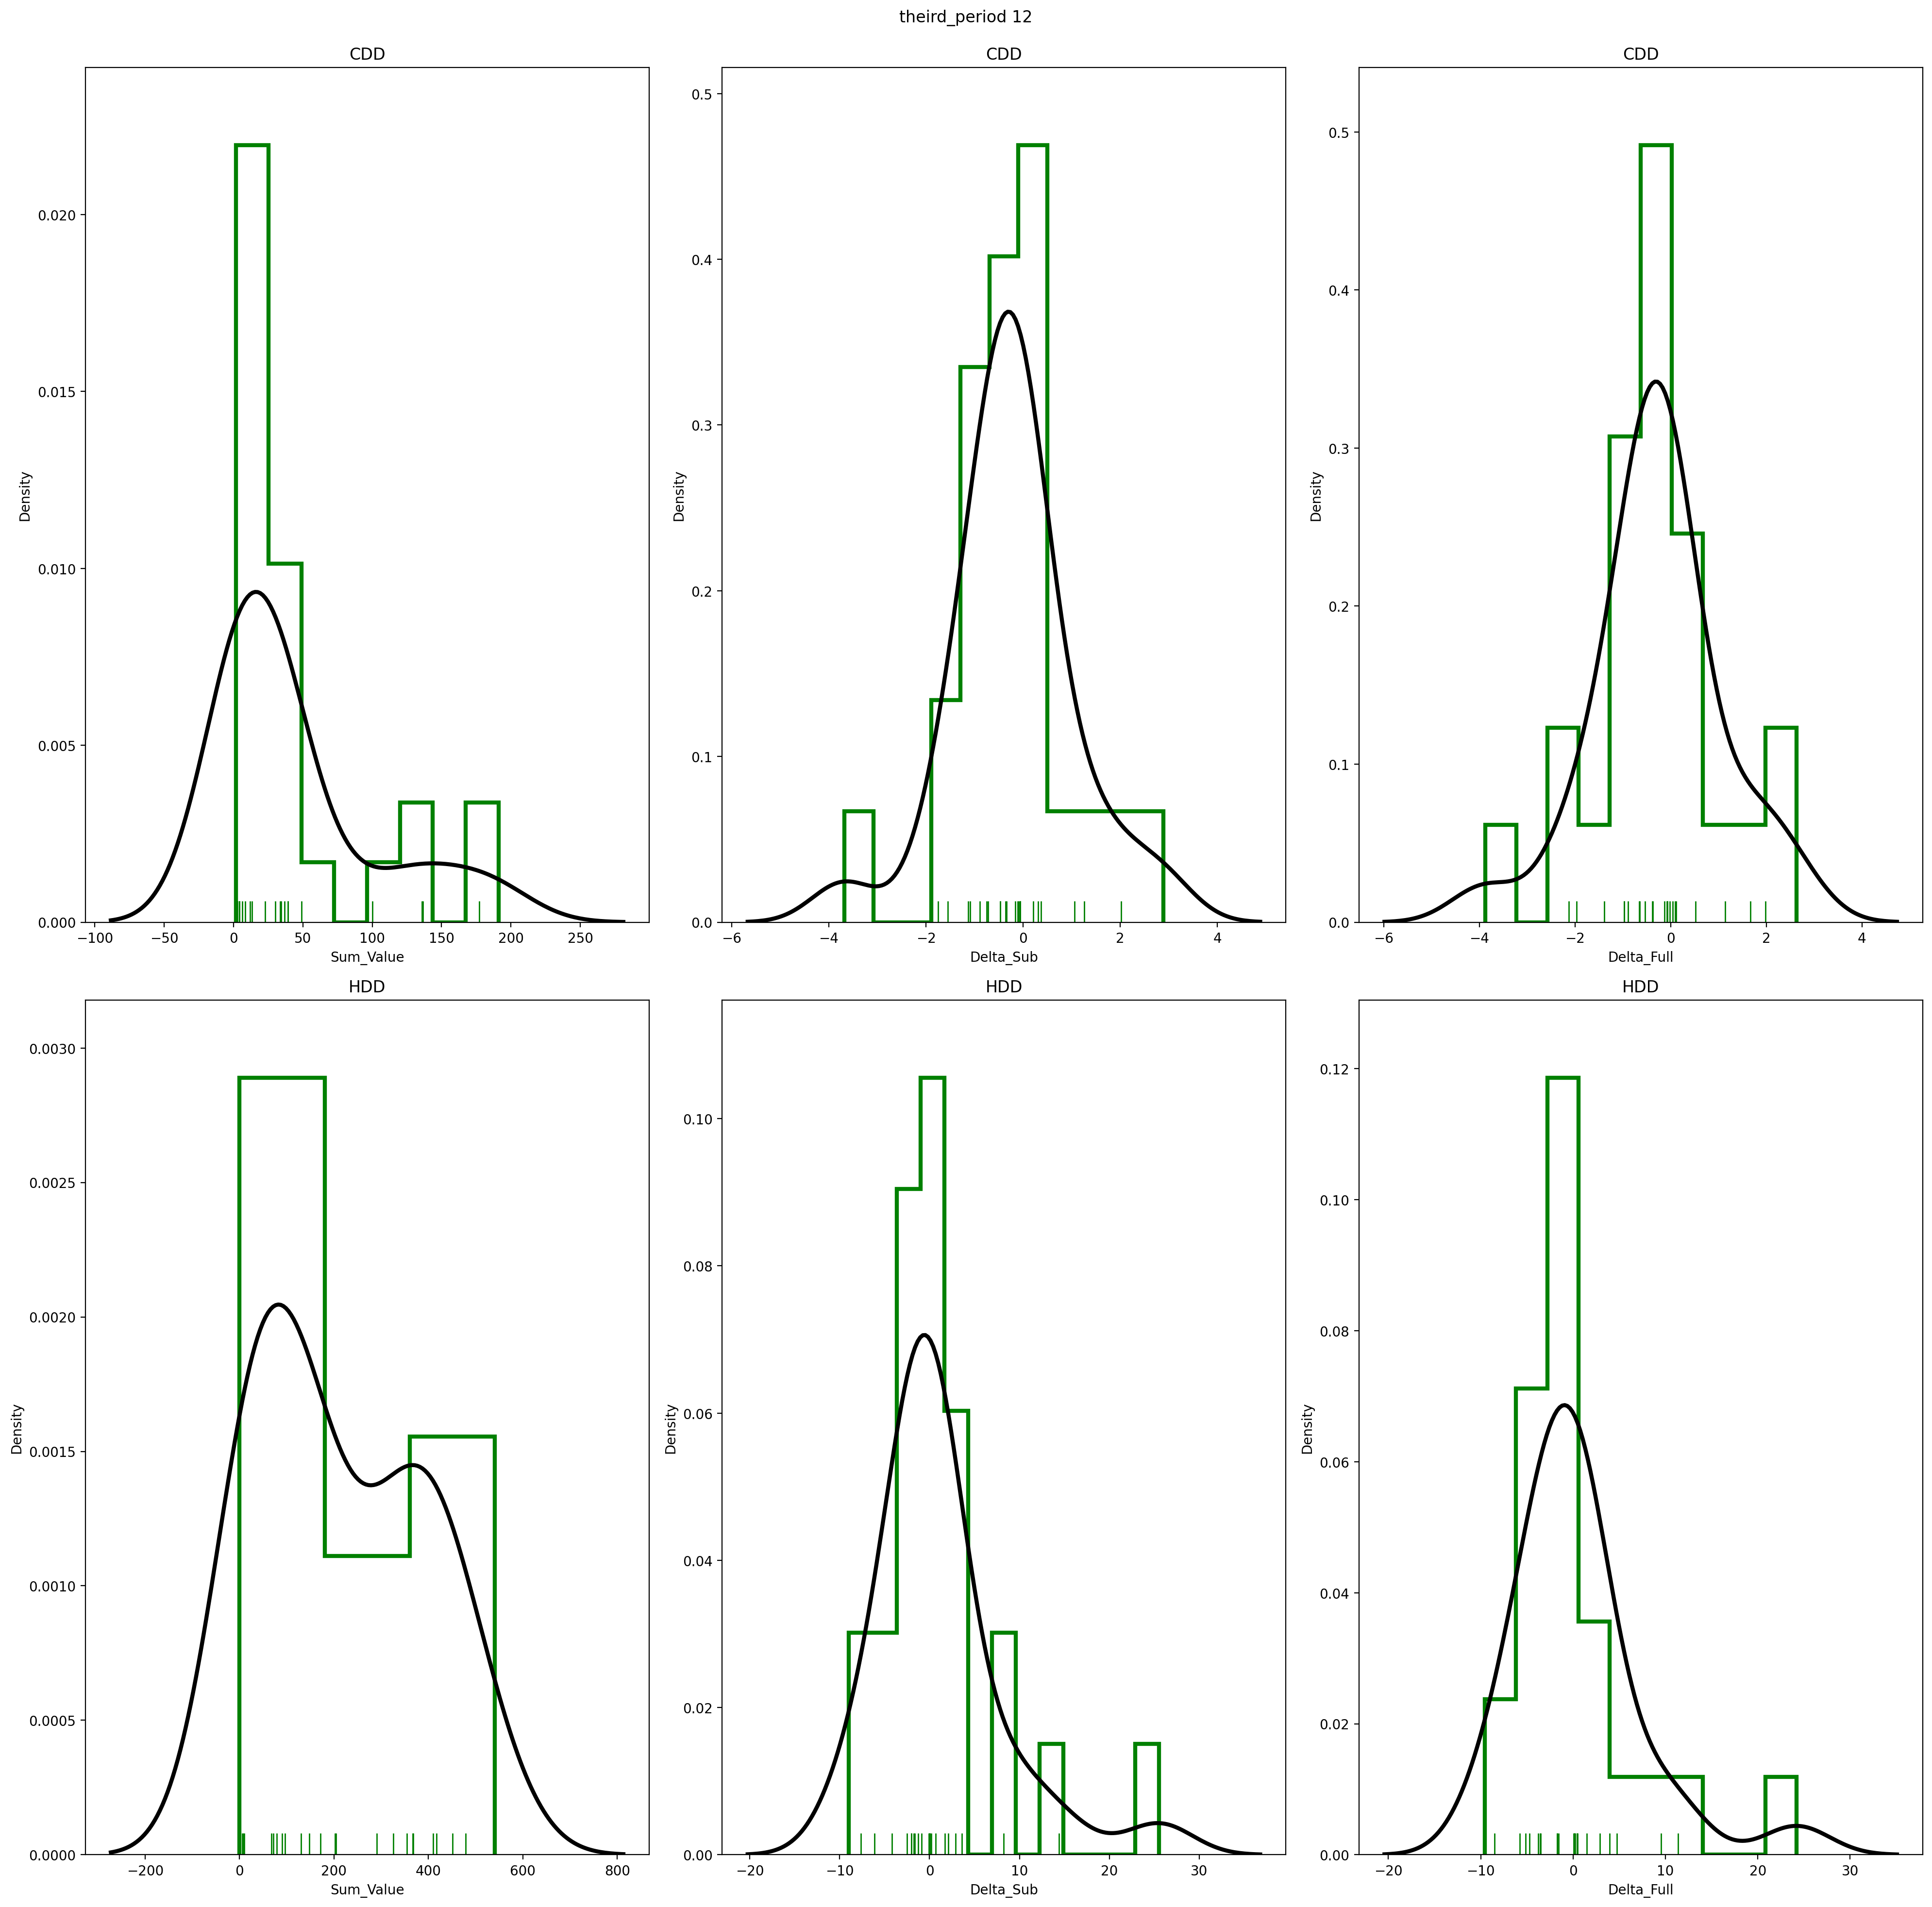 theird_period 12
CDD
CDD
CDD
0.020
0.015
0.010
0.005
0.000
Density
−100 −50 0 50 100 150 200 250
Sum_Value
0.5
0.4
0.3
0.2
0.1
0.0
Density
−6 −4 −2 0 2 4
Delta_Sub
0.5
0.4
0.3
0.2
0.1
0.0
Density
−6 −4 −2 0 2 4
Delta_Full
HDD
HDD
HDD
0.0030
0.0025
0.0020
0.0015
0.0010
0.0005
0.0000
Density
−200 0 200 400 600 800
Sum_Value
0.10
0.08
0.06
0.04
0.02
0.00
Density
−20 −10 0 10 20 30
Delta_Sub
0.12
0.10
0.08
0.06
0.04
0.02
0.00
Density
−20 −10 0 10 20 30
Delta_Full